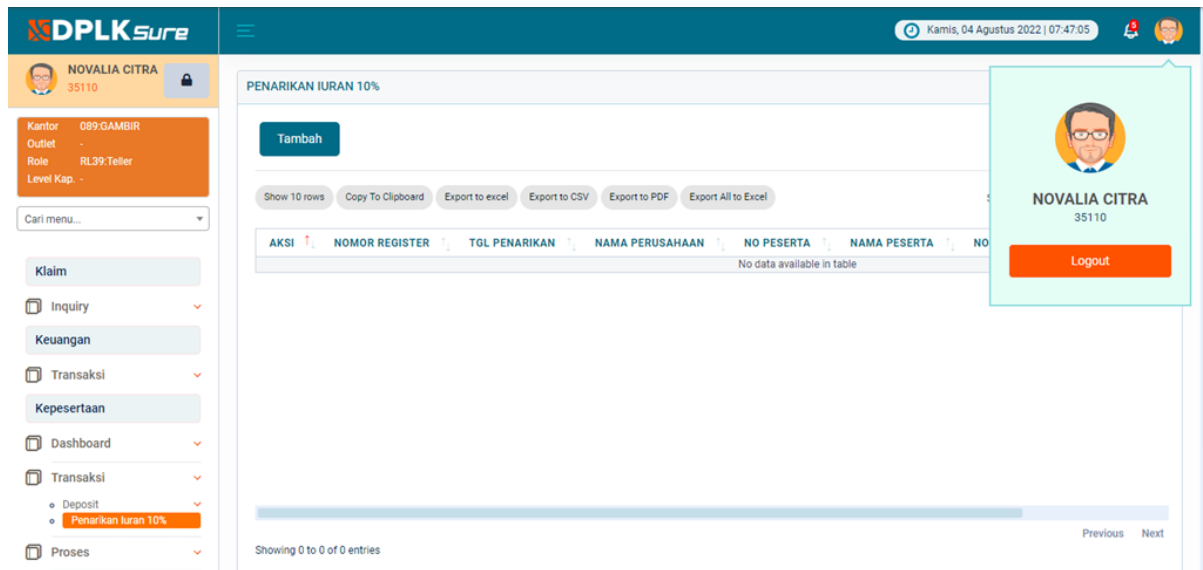 DPLKSure
Kamis, 04 Agustus 2022 | 07:47:05
NOVALIA CITRA
35110
Kantor 089:GAMBIR
Outlet -
Role RL39:Teller
Level Kap. -
Cari menu...
Klaim
Inquiry
Keuangan
Transaksi
Kepesertaan
Dashboard
Transaksi
Deposit
Penarikan Iuran 10%
Proses
PENARIKAN IURAN 10%
Tambah
Show 10 rows Copy To Clipboard Export to excel Export to CSV Export to PDF Export All to Excel
AKSI NOMOR REGISTER TGL PENARIKAN NAMA PERUSAHAAN NO PESERTA NAMA PESERTA NO
No data available in table
Previous Next
Showing 0 to 0 of 0 entries
NOVALIA CITRA
35110
Logout